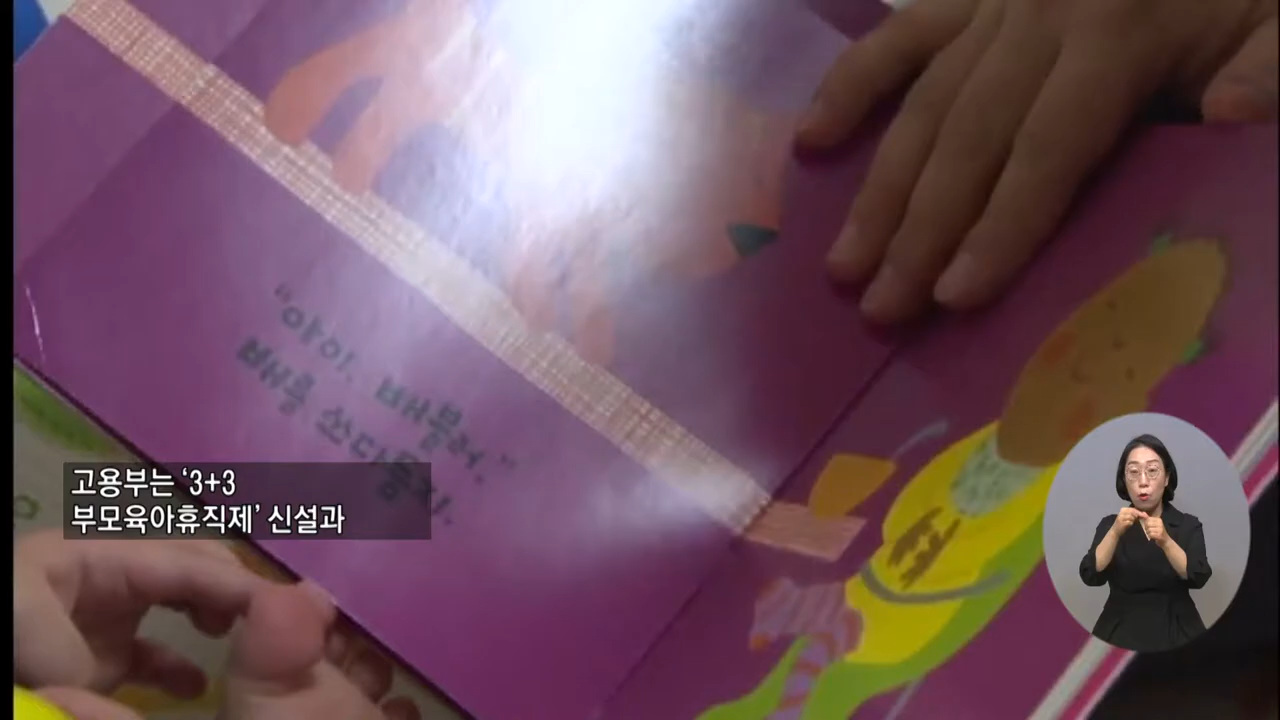 "아이, 배불러."
배를 쓰다듬지.
고용부는 ‘3+3
부모육아휴직제’ 신설과